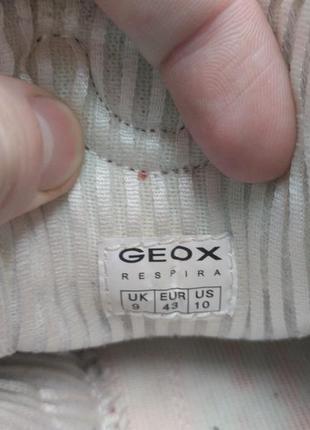 GEOX
RESPIRA
UK EUR US
9 43 10